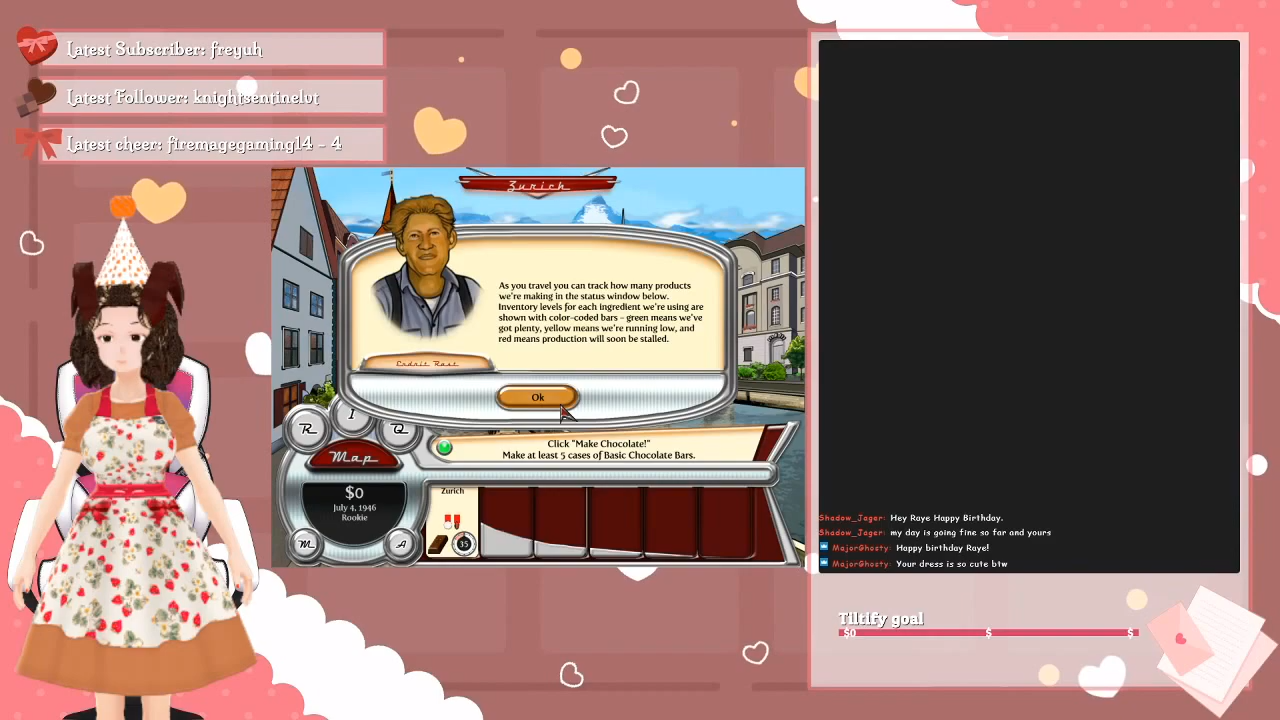 Latest Subscriber: freyuh
Latest Follower: knightsentinelvt
Latest cheer: firemagegaming14 - 4
Zurich
As you travel you can track how many products
we're making in the status window below.
Inventory levels for each ingredient we're using are
shown with color-coded bars – green means we've
got plenty, yellow means we're running low, and
red means production will soon be stalled.
Ok
R
I
Q
Map
Click "Make Chocolate!"
Make at least 5 cases of Basic Chocolate Bars.
$0
July 4, 1946
Rookie
M
A
Zurich
35
Shadow_Jager: Hey Raye Happy Birthday.
Shadow_Jager: my day is going fine so far and yours
MajorGhosty: Happy birthday Raye!
MajorGhosty: Your dress is so cute btw
Tiltify goal
$0 $ $